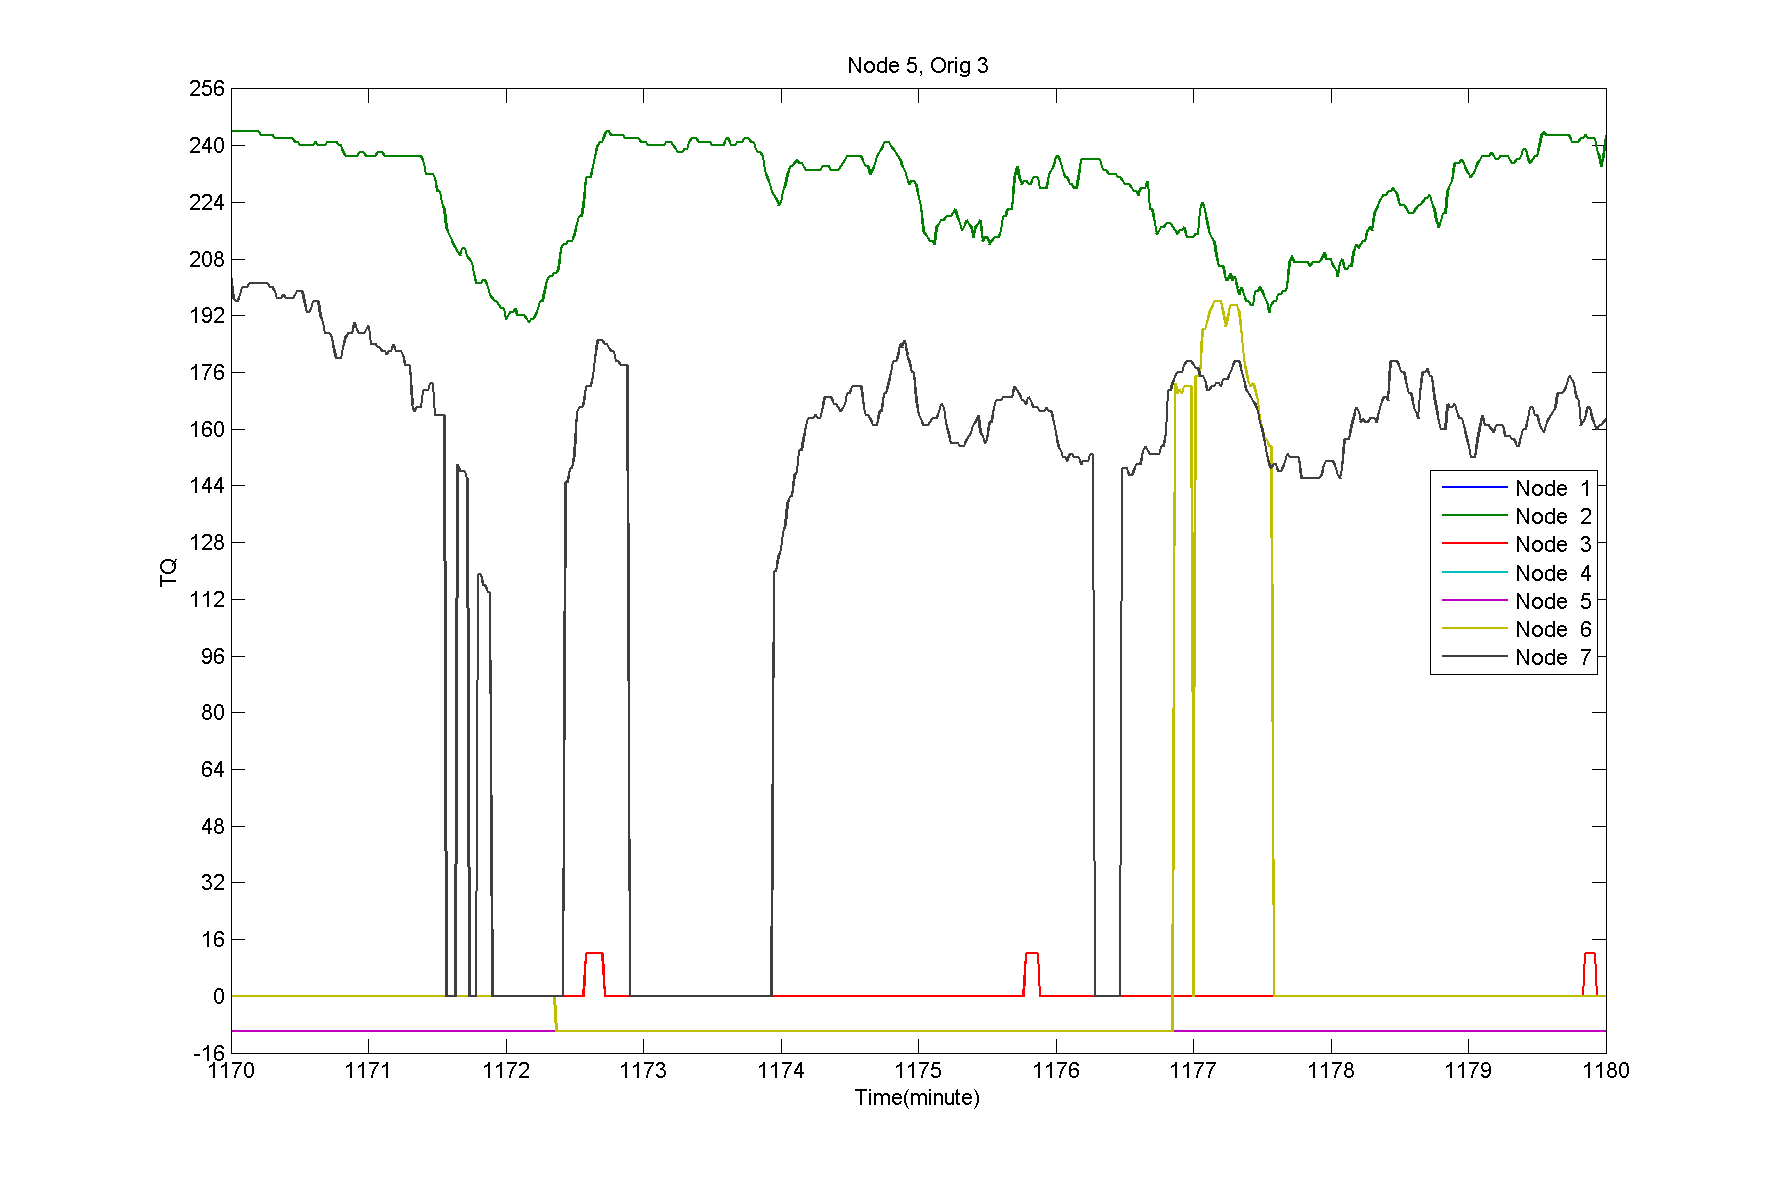 Node 5, Orig 3
256
240
224
208
192
176
160
144
128
112
96
80
64
48
32
16
0
-16
TQ
Node 1
Node 2
Node 3
Node 4
Node 5
Node 6
Node 7
1170 1171 1172 1173 1174 1175 1176 1177 1178 1179 1180
Time(minute)